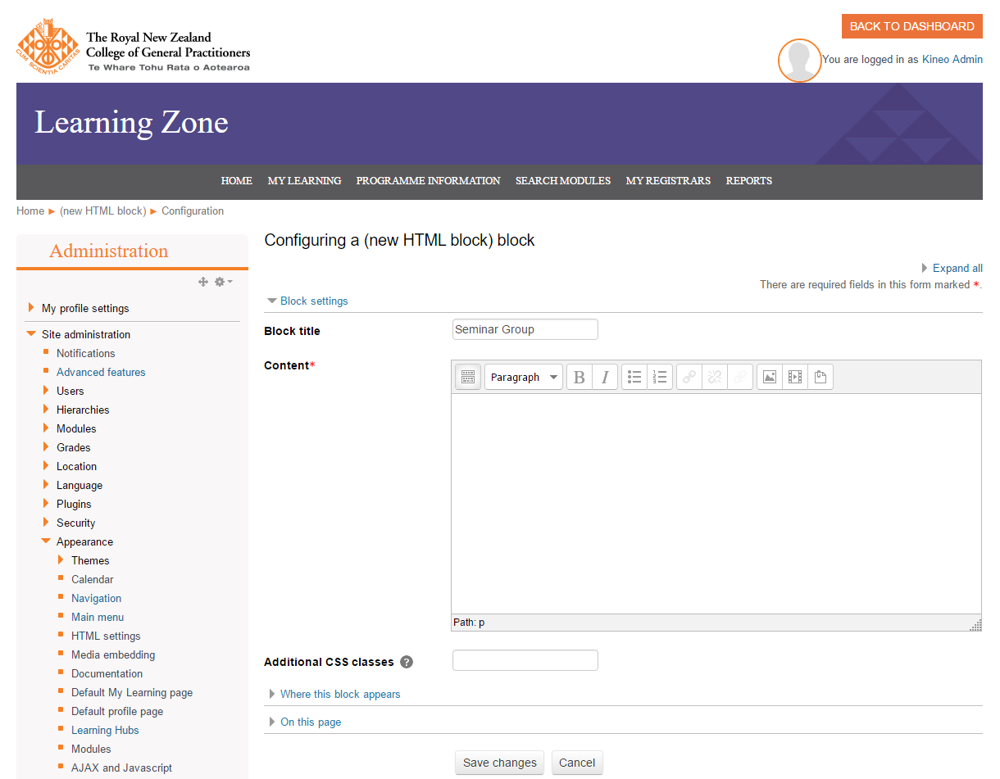 The Royal New Zealand
College of General Practitioners
Te Whare Tohu Rata o Aotearoa
CUM SCIENTIA CARITAS
BACK TO DASHBOARD
You are logged in as Kineo Admin
Learning Zone
HOME MY LEARNING PROGRAMME INFORMATION SEARCH MODULES MY REGISTRARS REPORTS
Home ► (new HTML block) ► Configuration
Administration
My profile settings
Site administration
Notifications
Advanced features
Users
Hierarchies
Modules
Grades
Location
Language
Plugins
Security
Appearance
Themes
Calendar
Navigation
Main menu
HTML settings
Media embedding
Documentation
Default My Learning page
Default profile page
Learning Hubs
Modules
AJAX and Javascript
Configuring a (new HTML block) block
Expand all
There are required fields in this form marked *.
Block settings
Block title Seminar Group
Content*
Paragraph B I
Path: p
Additional CSS classes ?
Where this block appears
On this page
Save changes Cancel